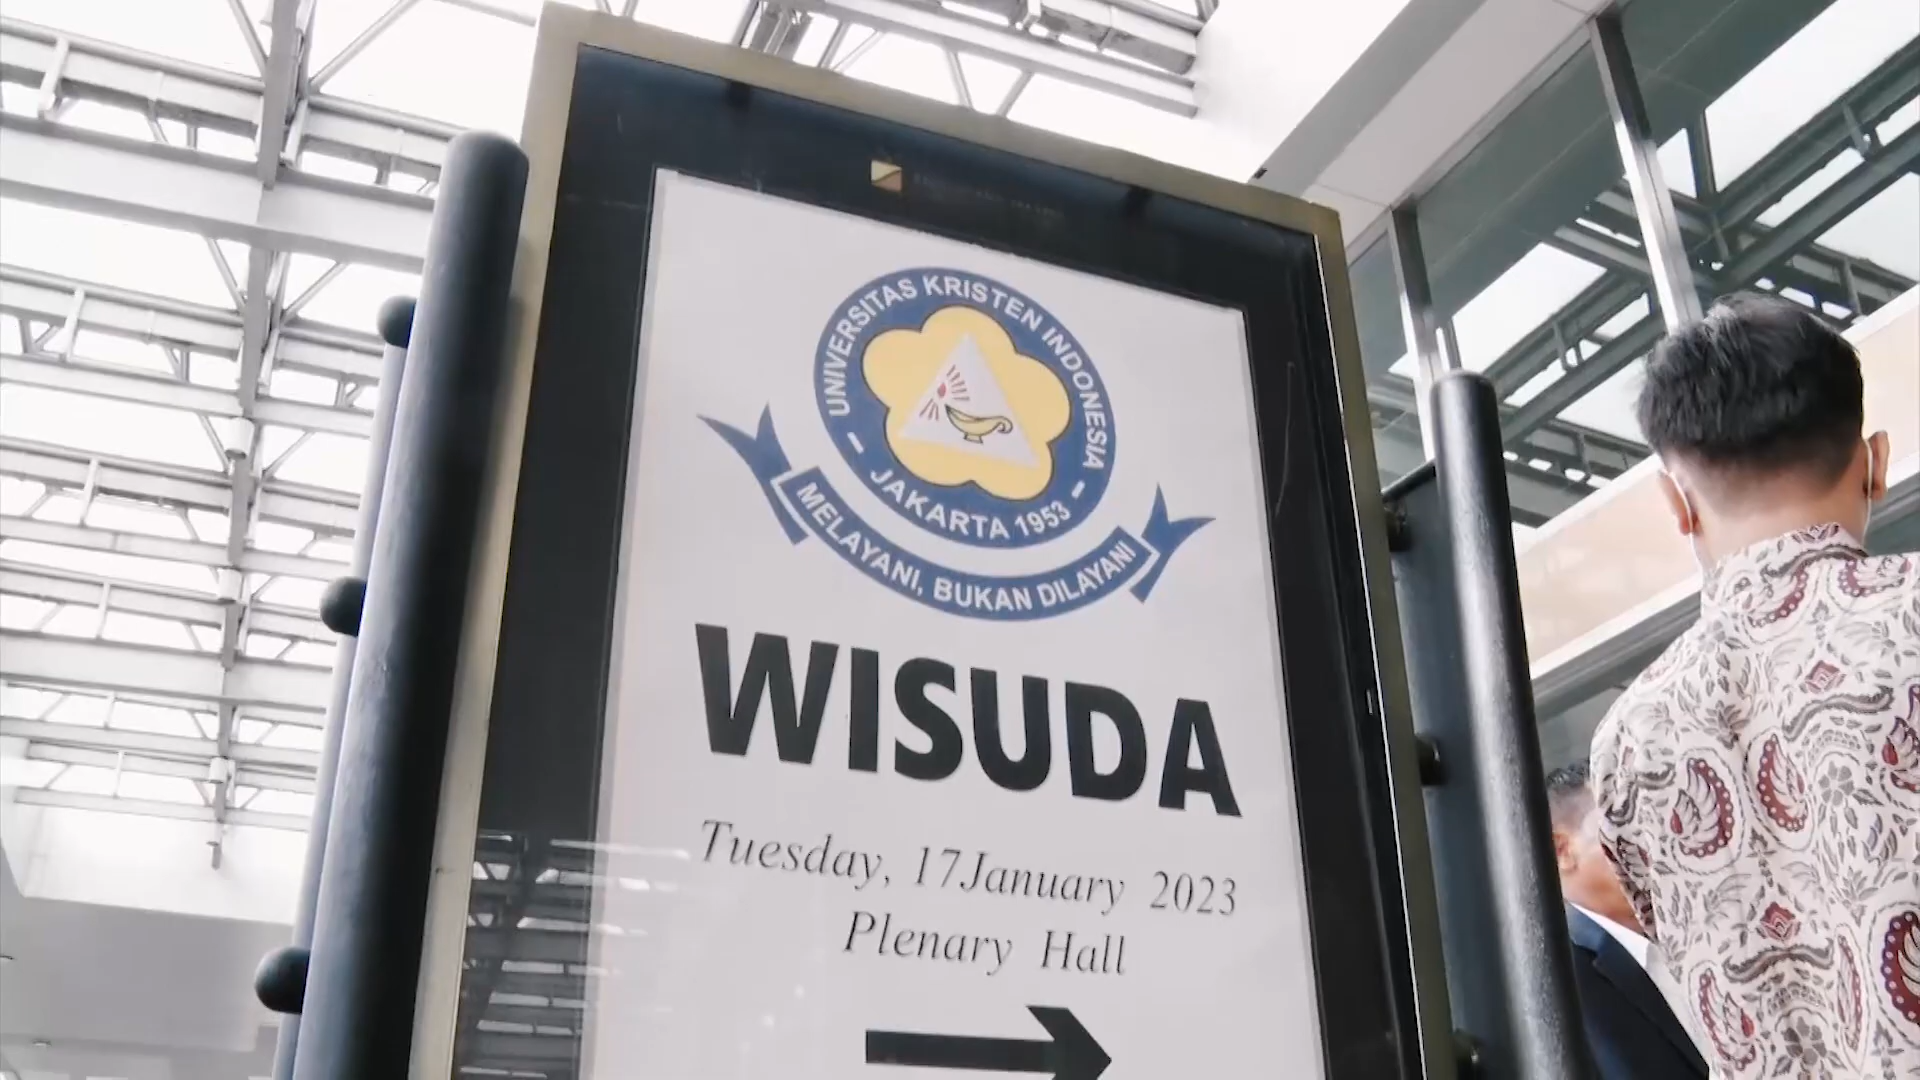 UNIVERSITAS KRISTEN INDONESIA
JAKARTA 1953
MELAYANI, BUKAN DILAYANI
WISUDA
Tuesday, 17January 2023
Plenary Hall